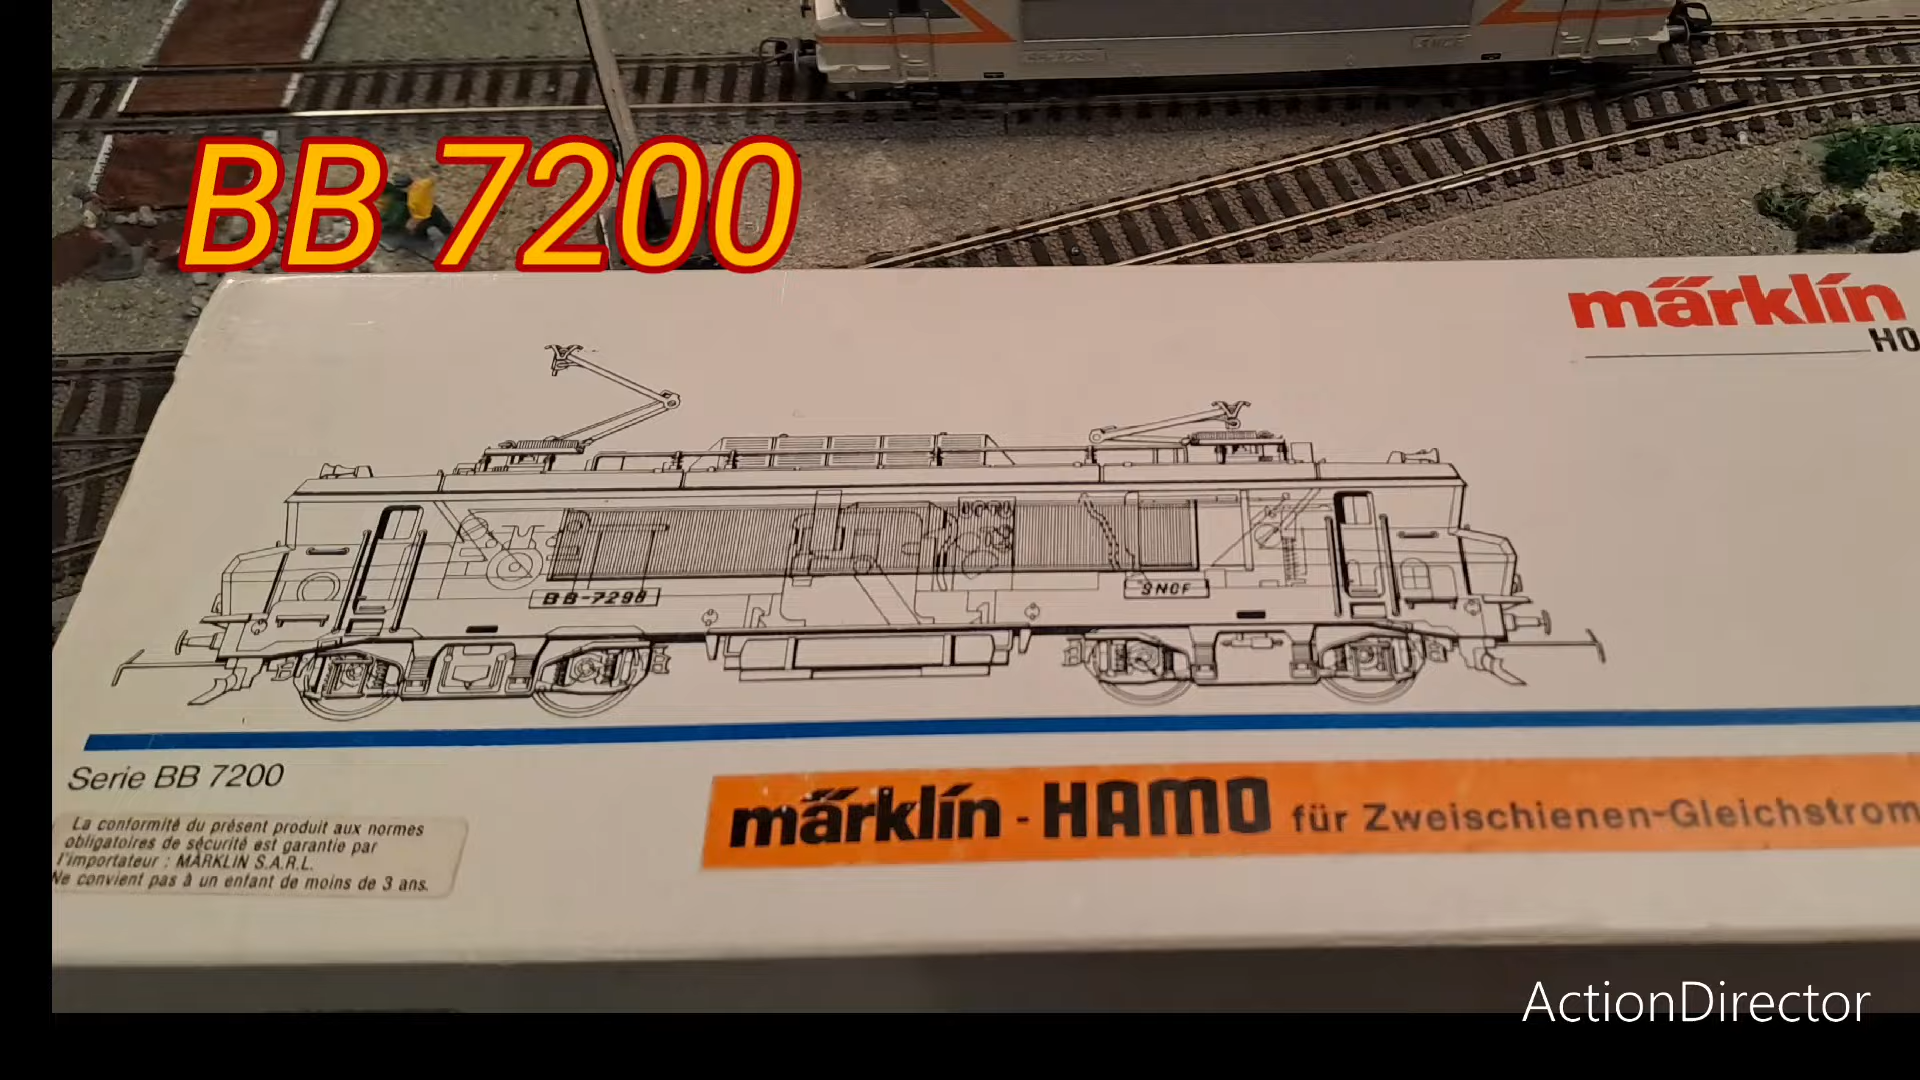 BB 7200
märklin
HO
BB-7298
SNCF
Serie BB 7200
La conformité du présent produit aux normes
obligatoires de sécurité est garantie par
l'importateur : MÄRKLIN S.A.R.L.
Ne convient pas à un enfant de moins de 3 ans.
märklin - HAMO für Zweischienen-Gleichstrom
ActionDirector